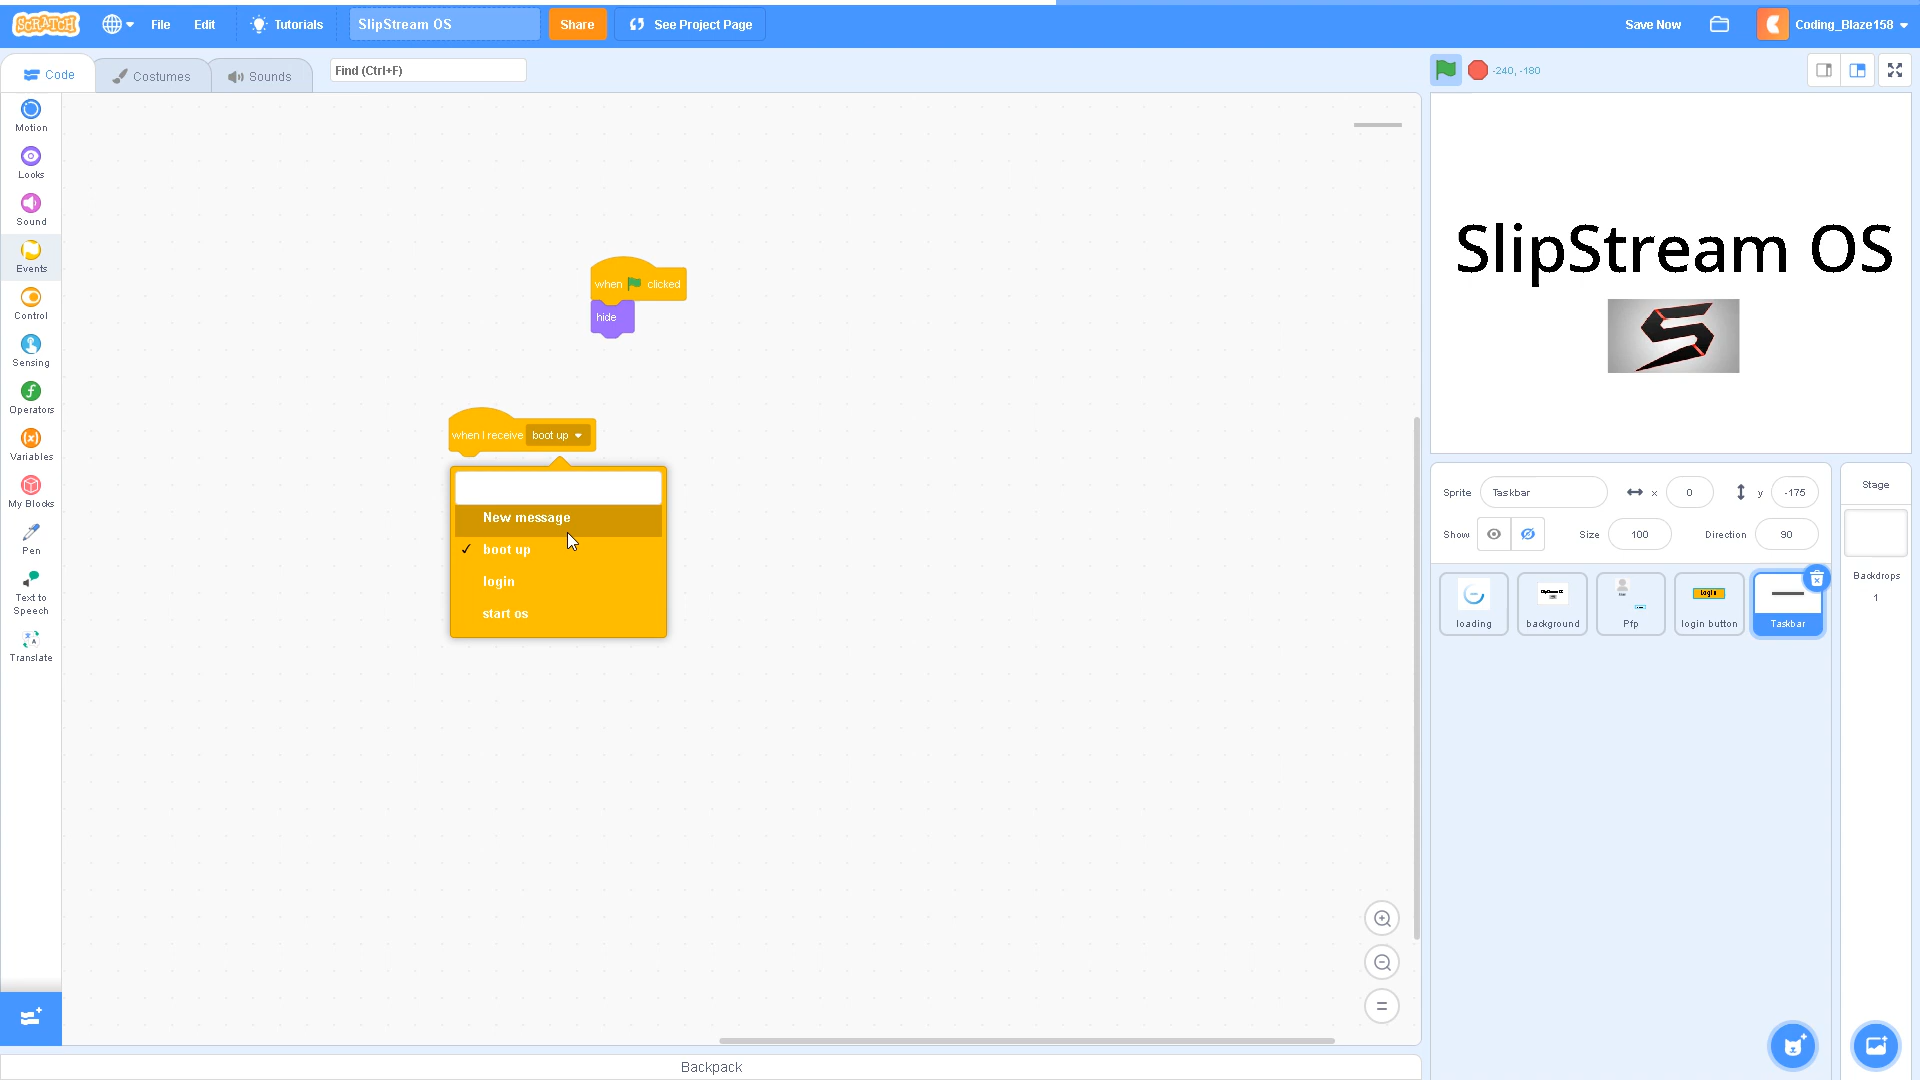 SCRATCH
File
Edit
Tutorials
SlipStream OS
Share
See Project Page
Save Now
Coding_Blaze158
Code
Costumes
Sounds
Find (Ctrl+F)
-240, -180
Motion
Looks
Sound
Events
Control
Sensing
Operators
Variables
My Blocks
Pen
Text to
Speech
Translate
when clicked
hide
when I receive boot up
New message
boot up
login
start os
SlipStream OS
Sprite Taskbar x 0 y -175
Show Size 100 Direction 90
loading
background
Pfp
Login
login button
Taskbar
Stage
Backdrops
1
Backpack